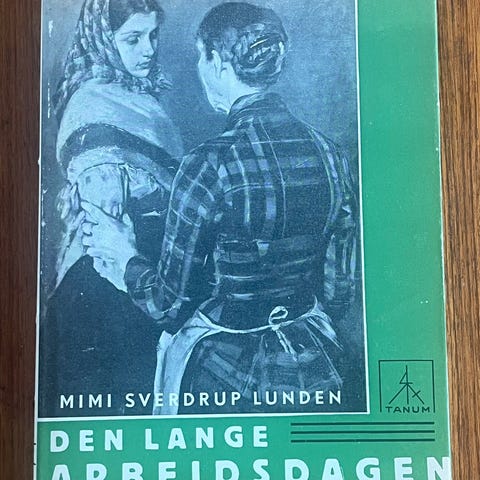 MIMI SVERDRUP LUNDEN
TANUM
DEN LANGE
ARBEIDSDAGEN